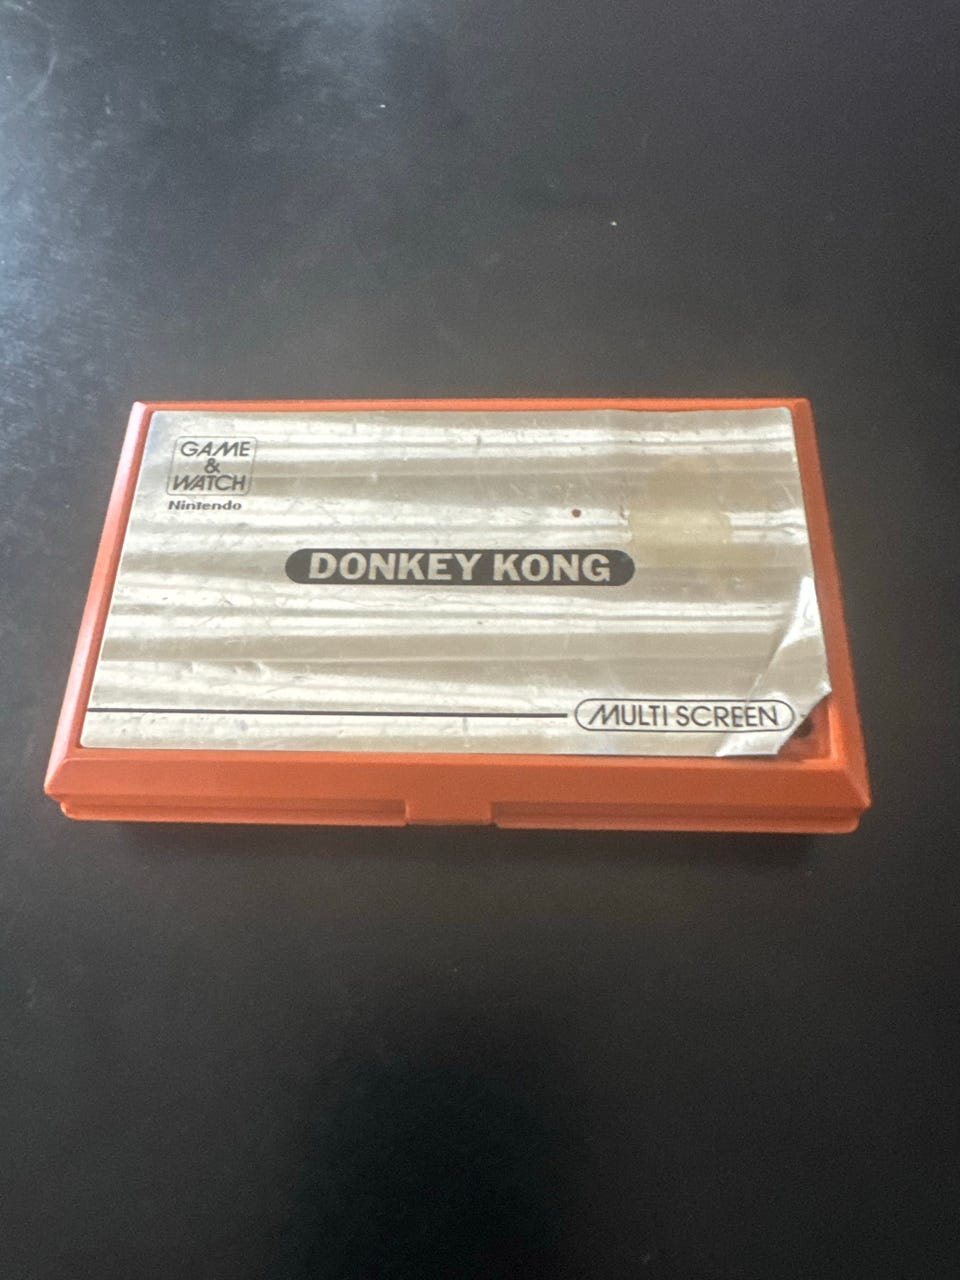 GAME
&
WATCH
Nintendo
DONKEY KONG
MULTI SCREEN